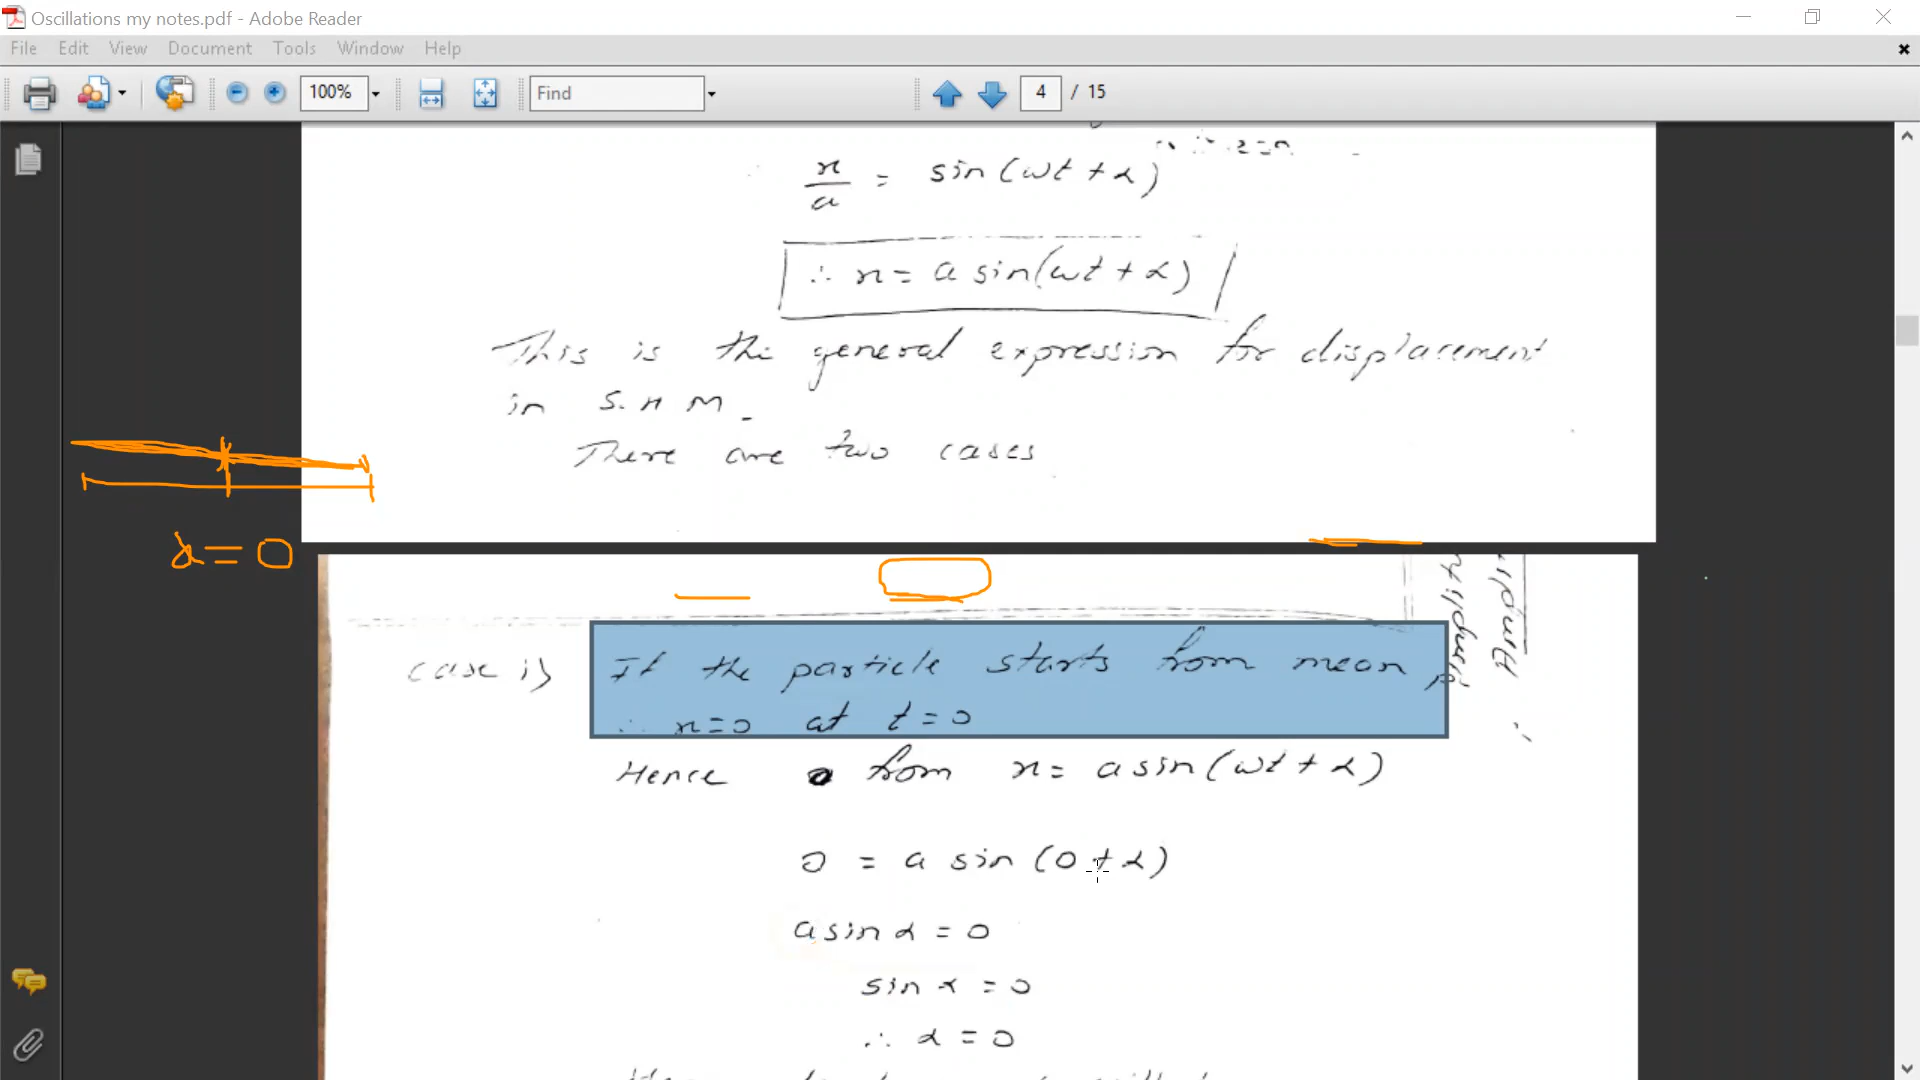 Oscillations my notes.pdf - Adobe Reader
File Edit View Document Tools Window Help
100% Find 4 / 15
x/a = sin(ωt + α)
∴ x = a sin(ωt + α)
This is the general expression for displacement
in S.H.M.
There are two cases
α = 0
case i) If the particle starts from mean
∴ x=0 at t=0
Hence from x = a sin(ωt + α)
0 = a sin(0 + α)
a sin α = 0
sin α = 0
∴ α = 0